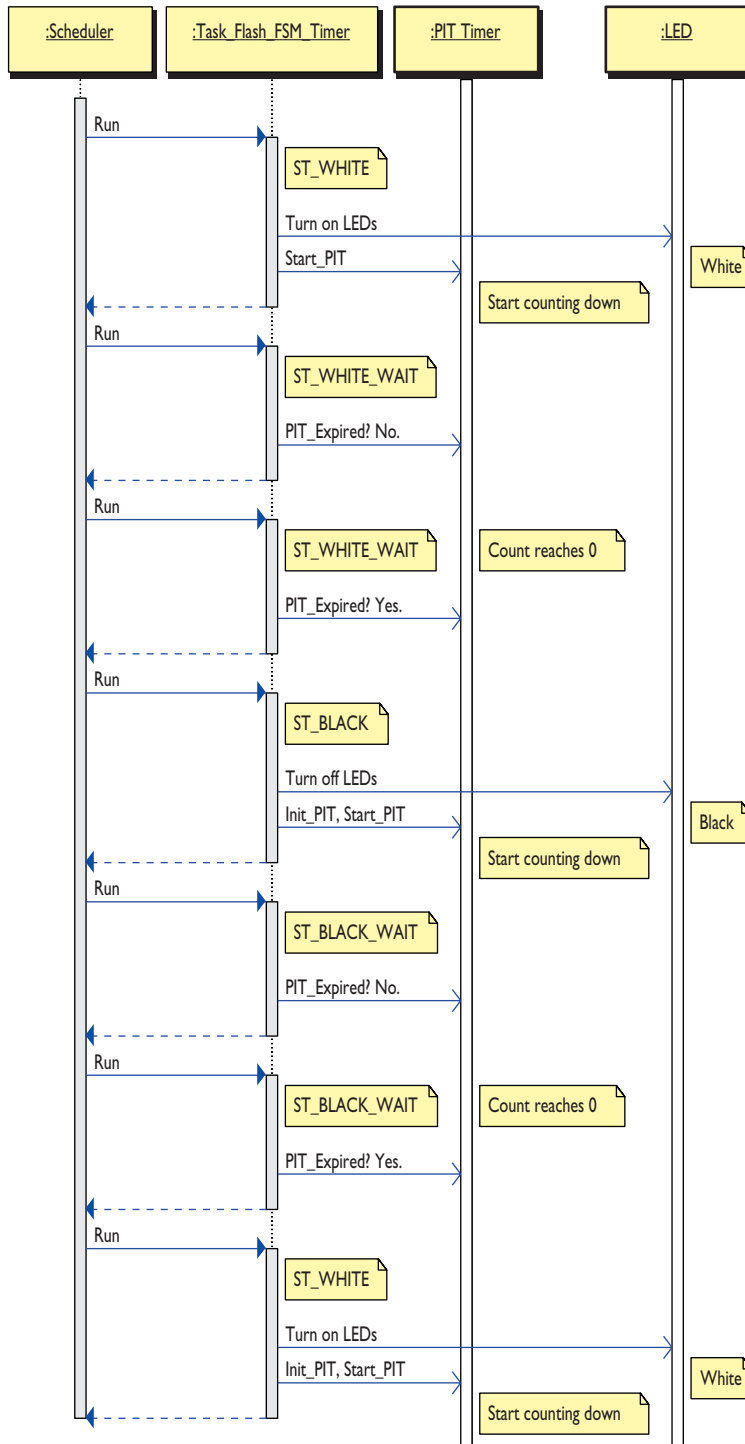 :Scheduler
:Task_Flash_FSM_Timer
:PIT Timer
:LED
Run
ST_WHITE
Turn on LEDs
White
Start_PIT
Start counting down
Run
ST_WHITE_WAIT
PIT_Expired? No.
Run
ST_WHITE_WAIT
Count reaches 0
PIT_Expired? Yes.
Run
ST_BLACK
Turn off LEDs
Init_PIT, Start_PIT
Black
Start counting down
Run
ST_BLACK_WAIT
PIT_Expired? No.
Run
ST_BLACK_WAIT
Count reaches 0
PIT_Expired? Yes.
Run
ST_WHITE
Turn on LEDs
Init_PIT, Start_PIT
White
Start counting down